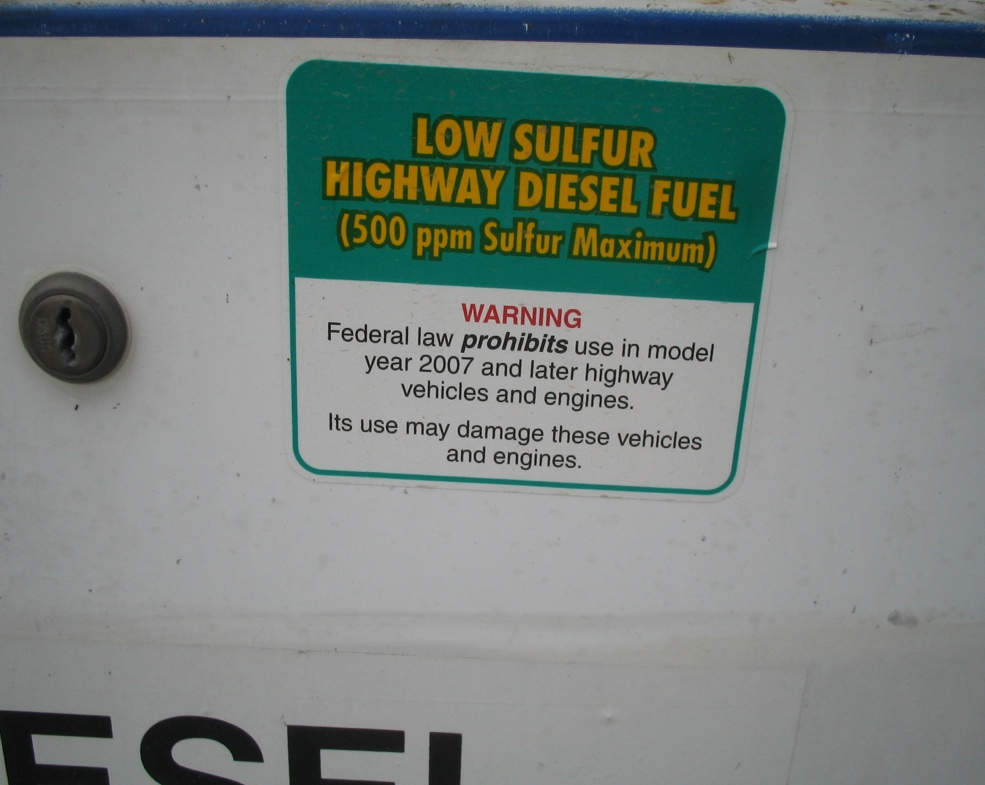 LOW SULFUR
HIGHWAY DIESEL FUEL
(500 ppm Sulfur Maximum)
WARNING
Federal law prohibits use in model
year 2007 and later highway
vehicles and engines.
Its use may damage these vehicles
and engines.
ESEL